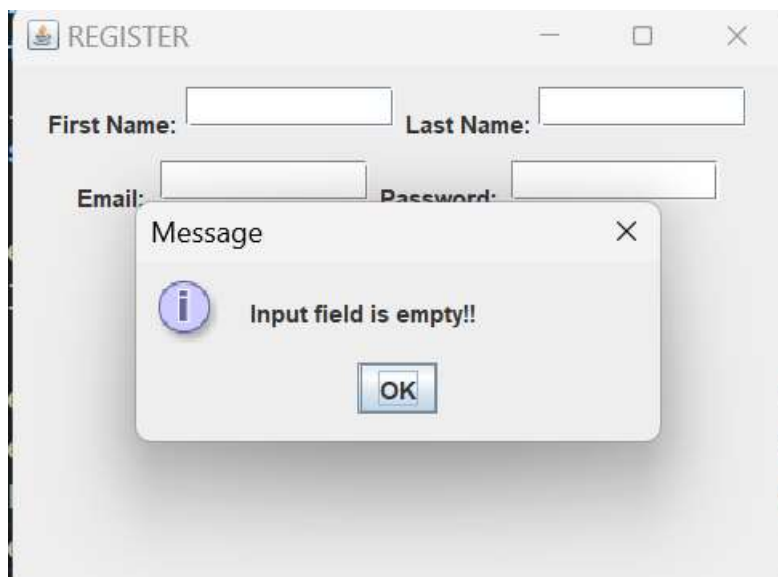 REGISTER
First Name: Last Name:
Email: Password:
Message
Input field is empty!!
OK